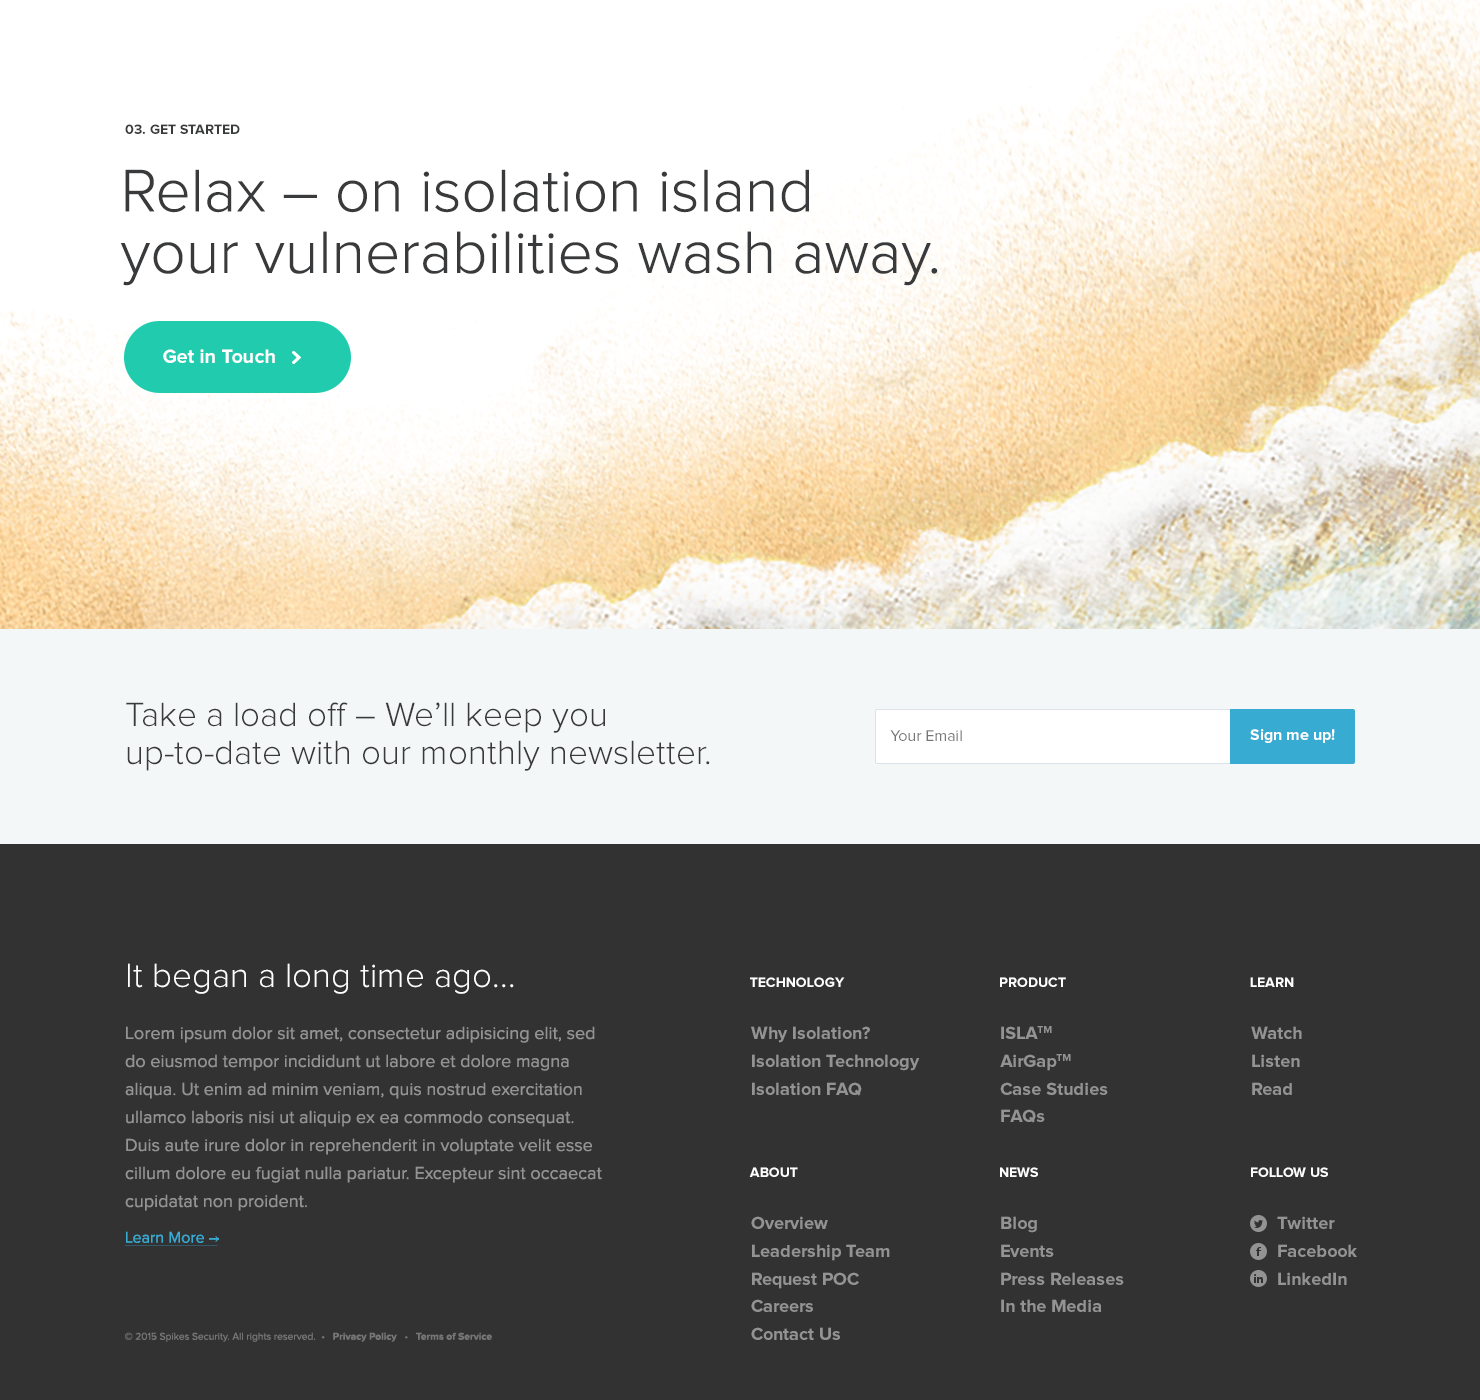 03. GET STARTED
Relax – on isolation island
your vulnerabilities wash away.
Get in Touch
Take a load off – We’ll keep you
up-to-date with our monthly newsletter.
Your Email
Sign me up!
It began a long time ago...
Lorem ipsum dolor sit amet, consectetur adipisicing elit, sed
do eiusmod tempor incididunt ut labore et dolore magna
aliqua. Ut enim ad minim veniam, quis nostrud exercitation
ullamco laboris nisi ut aliquip ex ea commodo consequat.
Duis aute irure dolor in reprehenderit in voluptate velit esse
cillum dolore eu fugiat nulla pariatur. Excepteur sint occaecat
cupidatat non proident.
Learn More →
TECHNOLOGY
Why Isolation?
Isolation Technology
Isolation FAQ
PRODUCT
ISLA™
AirGap™
Case Studies
FAQs
LEARN
Watch
Listen
Read
ABOUT
Overview
Leadership Team
Request POC
Careers
Contact Us
NEWS
Blog
Events
Press Releases
In the Media
FOLLOW US
Twitter
Facebook
LinkedIn
© 2015 Spikes Security. All rights reserved. • Privacy Policy • Terms of Service